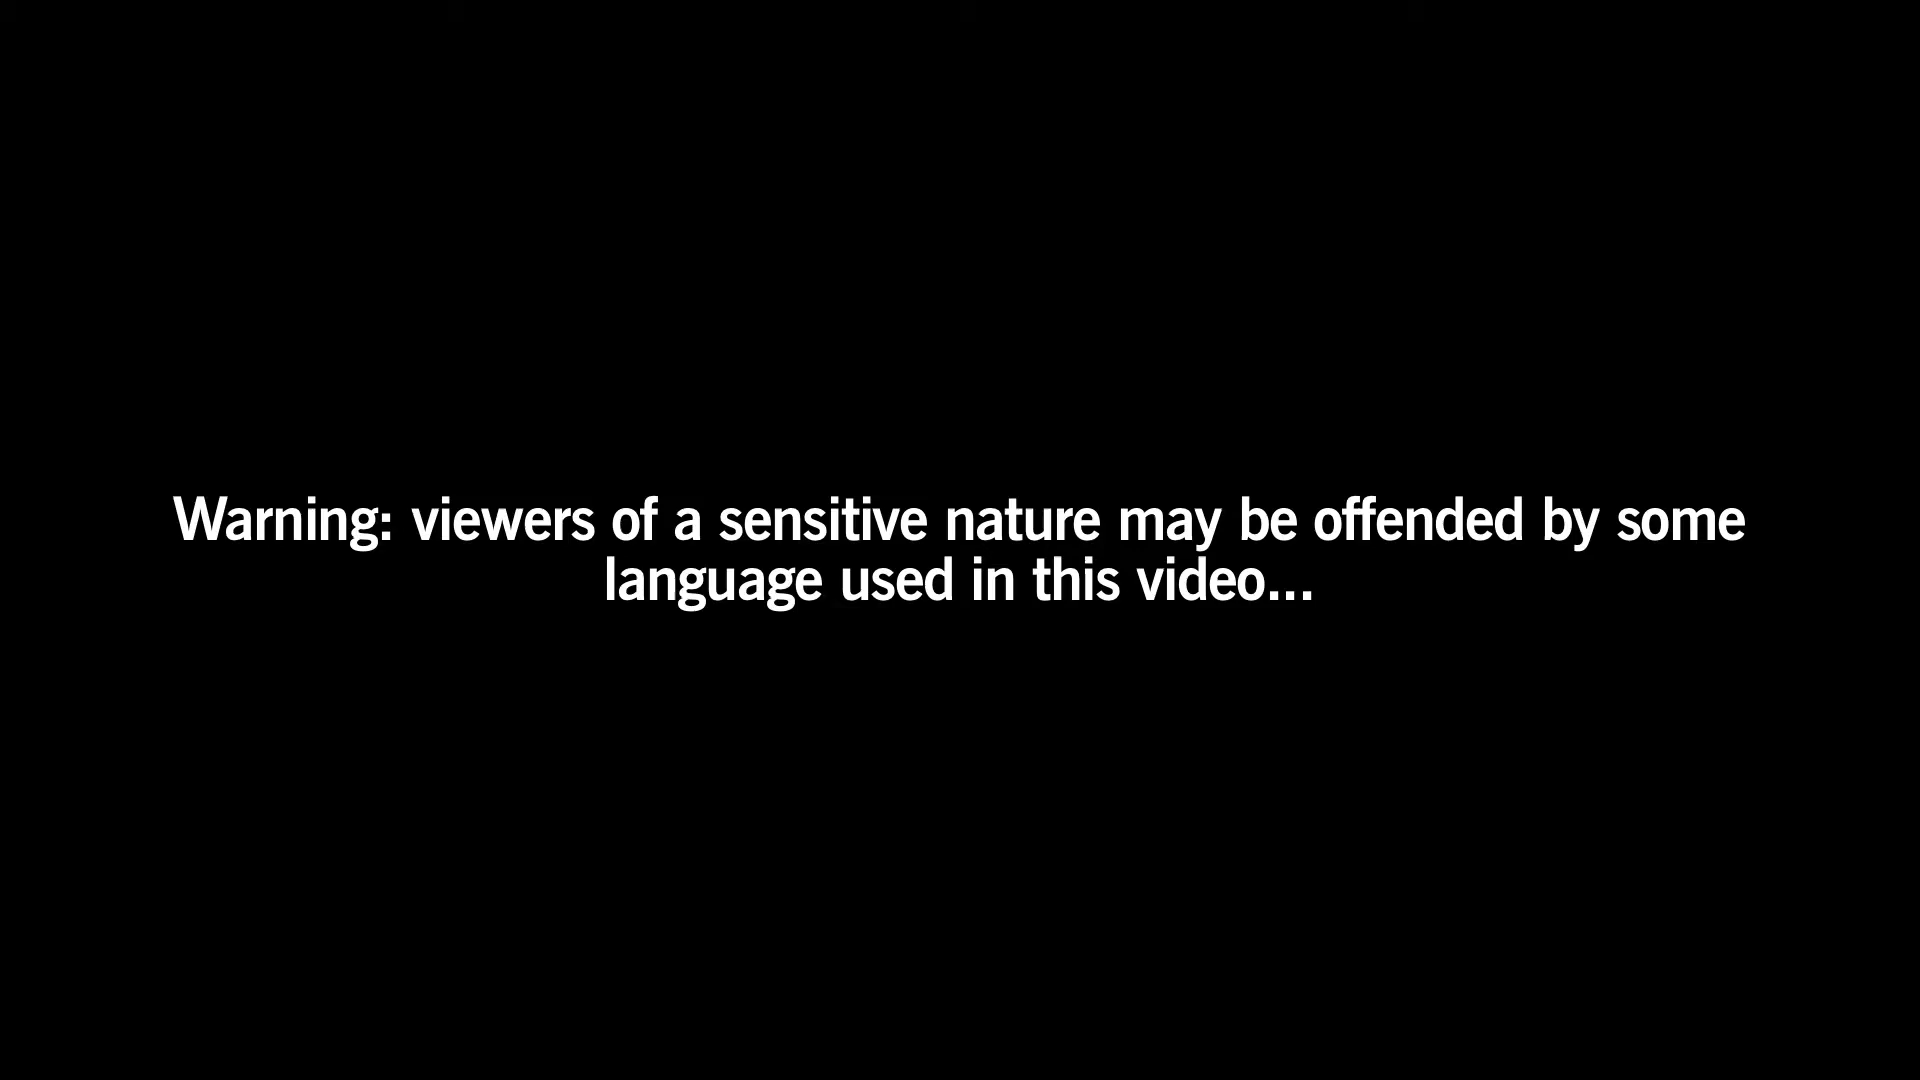 Warning: viewers of a sensitive nature may be offended by some
language used in this video...